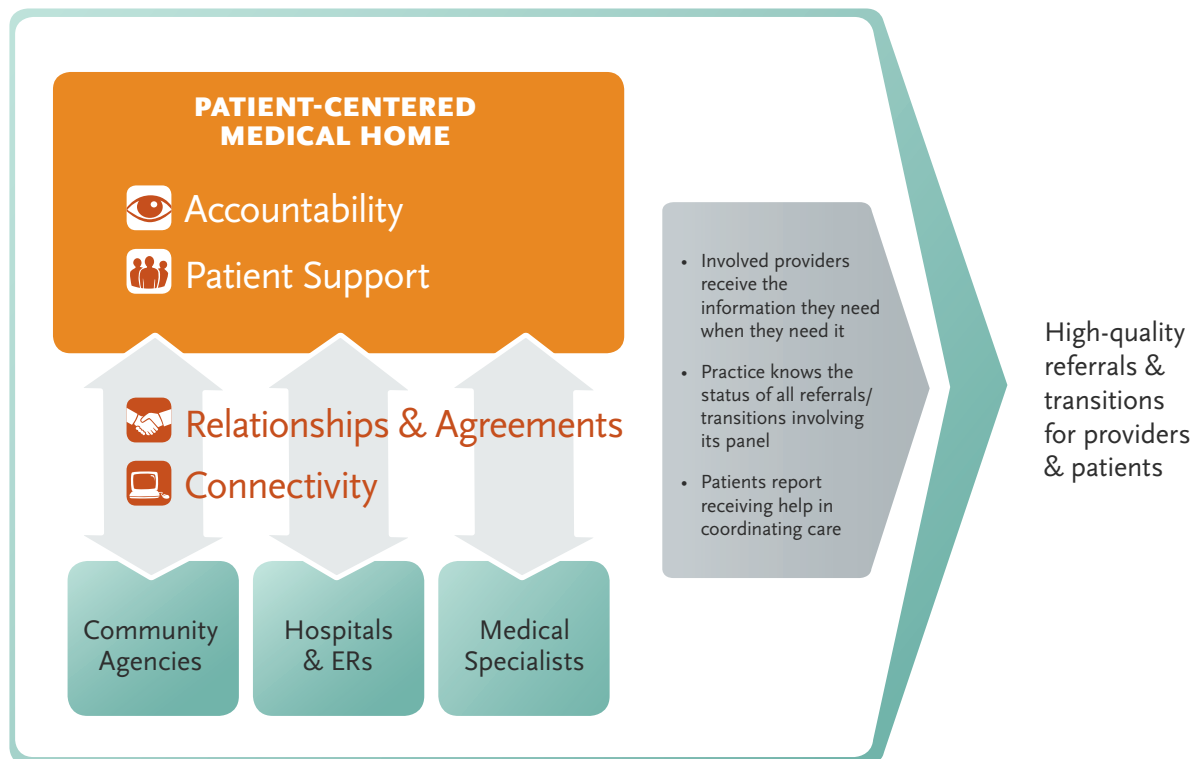 PATIENT-CENTERED
MEDICAL HOME
Accountability
Patient Support
Relationships & Agreements
Connectivity
Community
Agencies
Hospitals
& ERs
Medical
Specialists
• Involved providers
receive the
information they need
when they need it
• Practice knows the
status of all referrals/
transitions involving
its panel
• Patients report
receiving help in
coordinating care
High-quality
referrals &
transitions
for providers
& patients